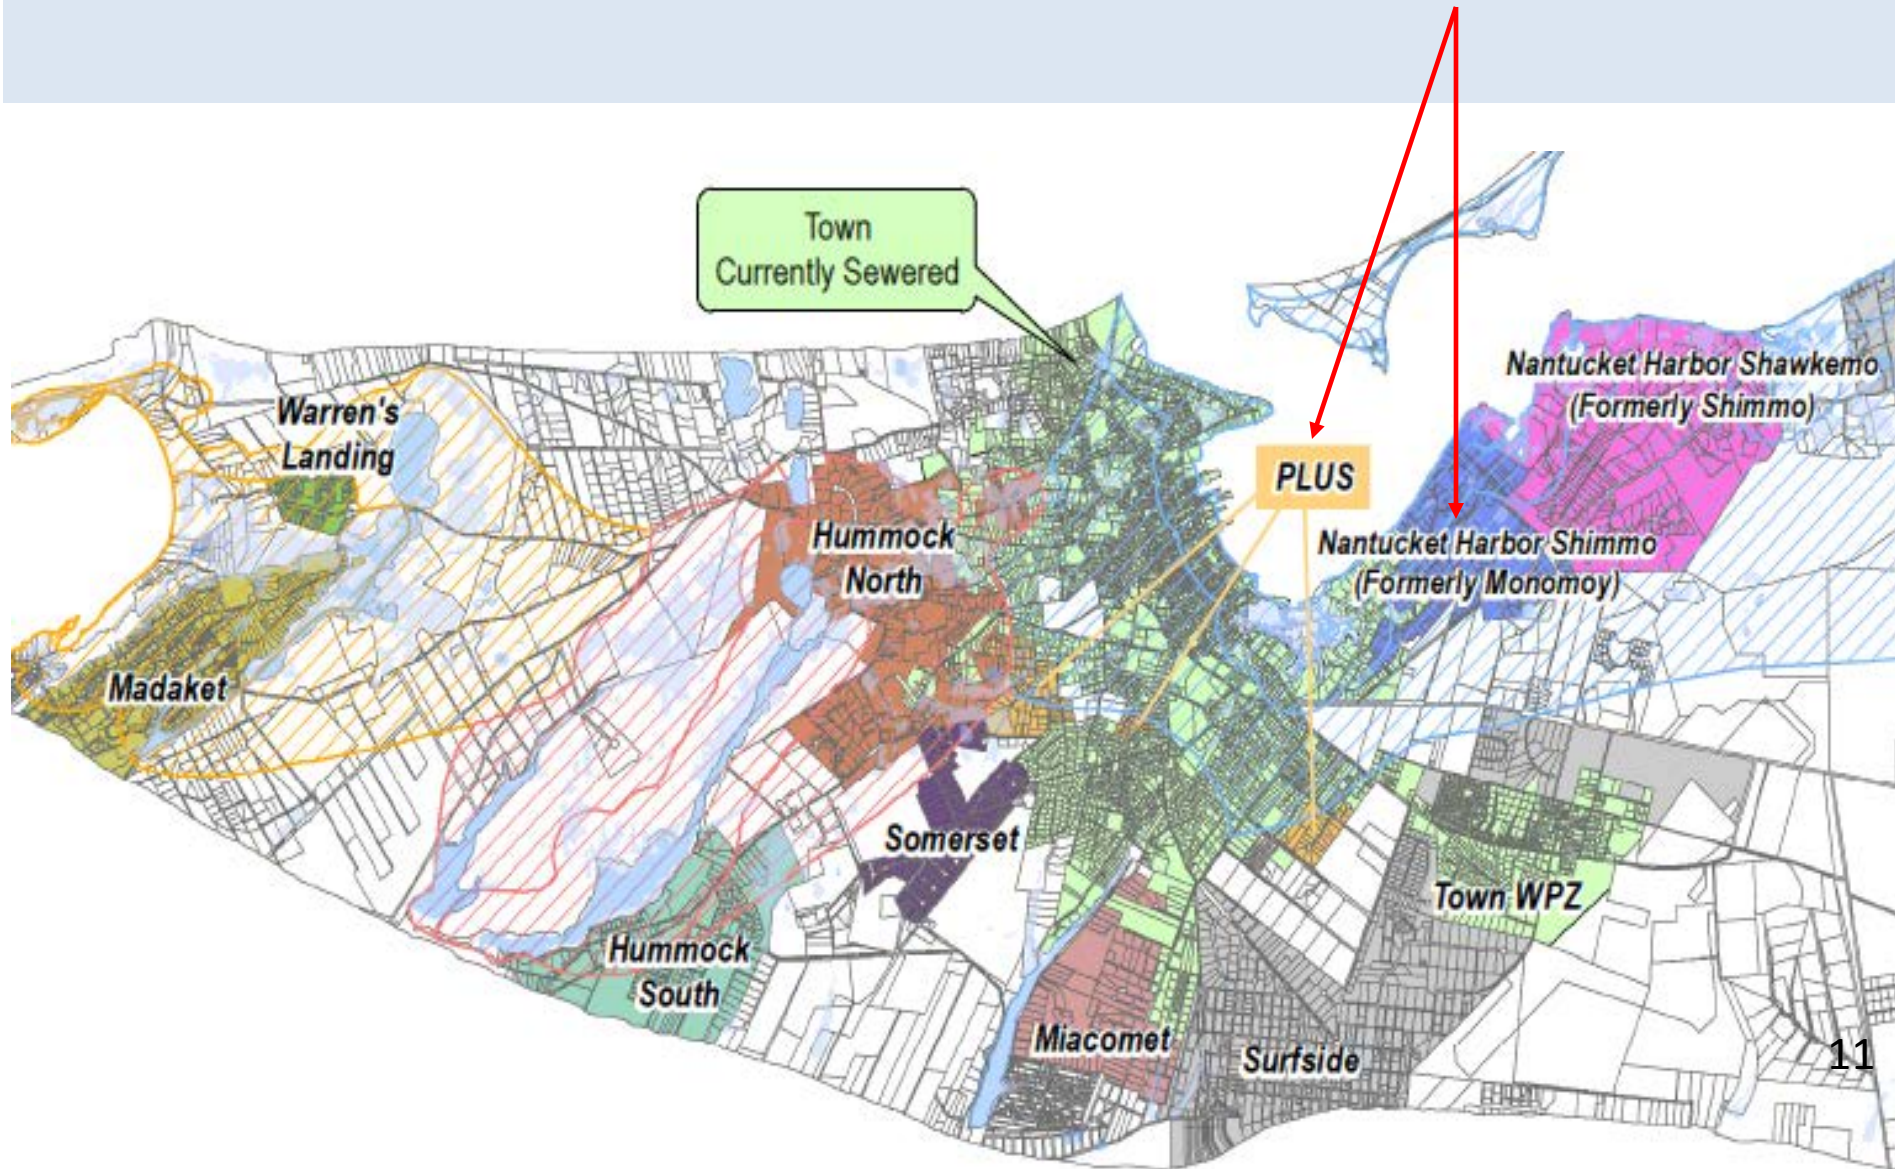 Town
Currently Sewered
Nantucket Harbor Shawkemo
(Formerly Shimmo)
Warren's
Landing
PLUS
Hummock
North
Nantucket Harbor Shimmo
(Formerly Monomoy)
Madaket
Somerset
Town WPZ
Hummock
South
Miacomet
Surfside
11